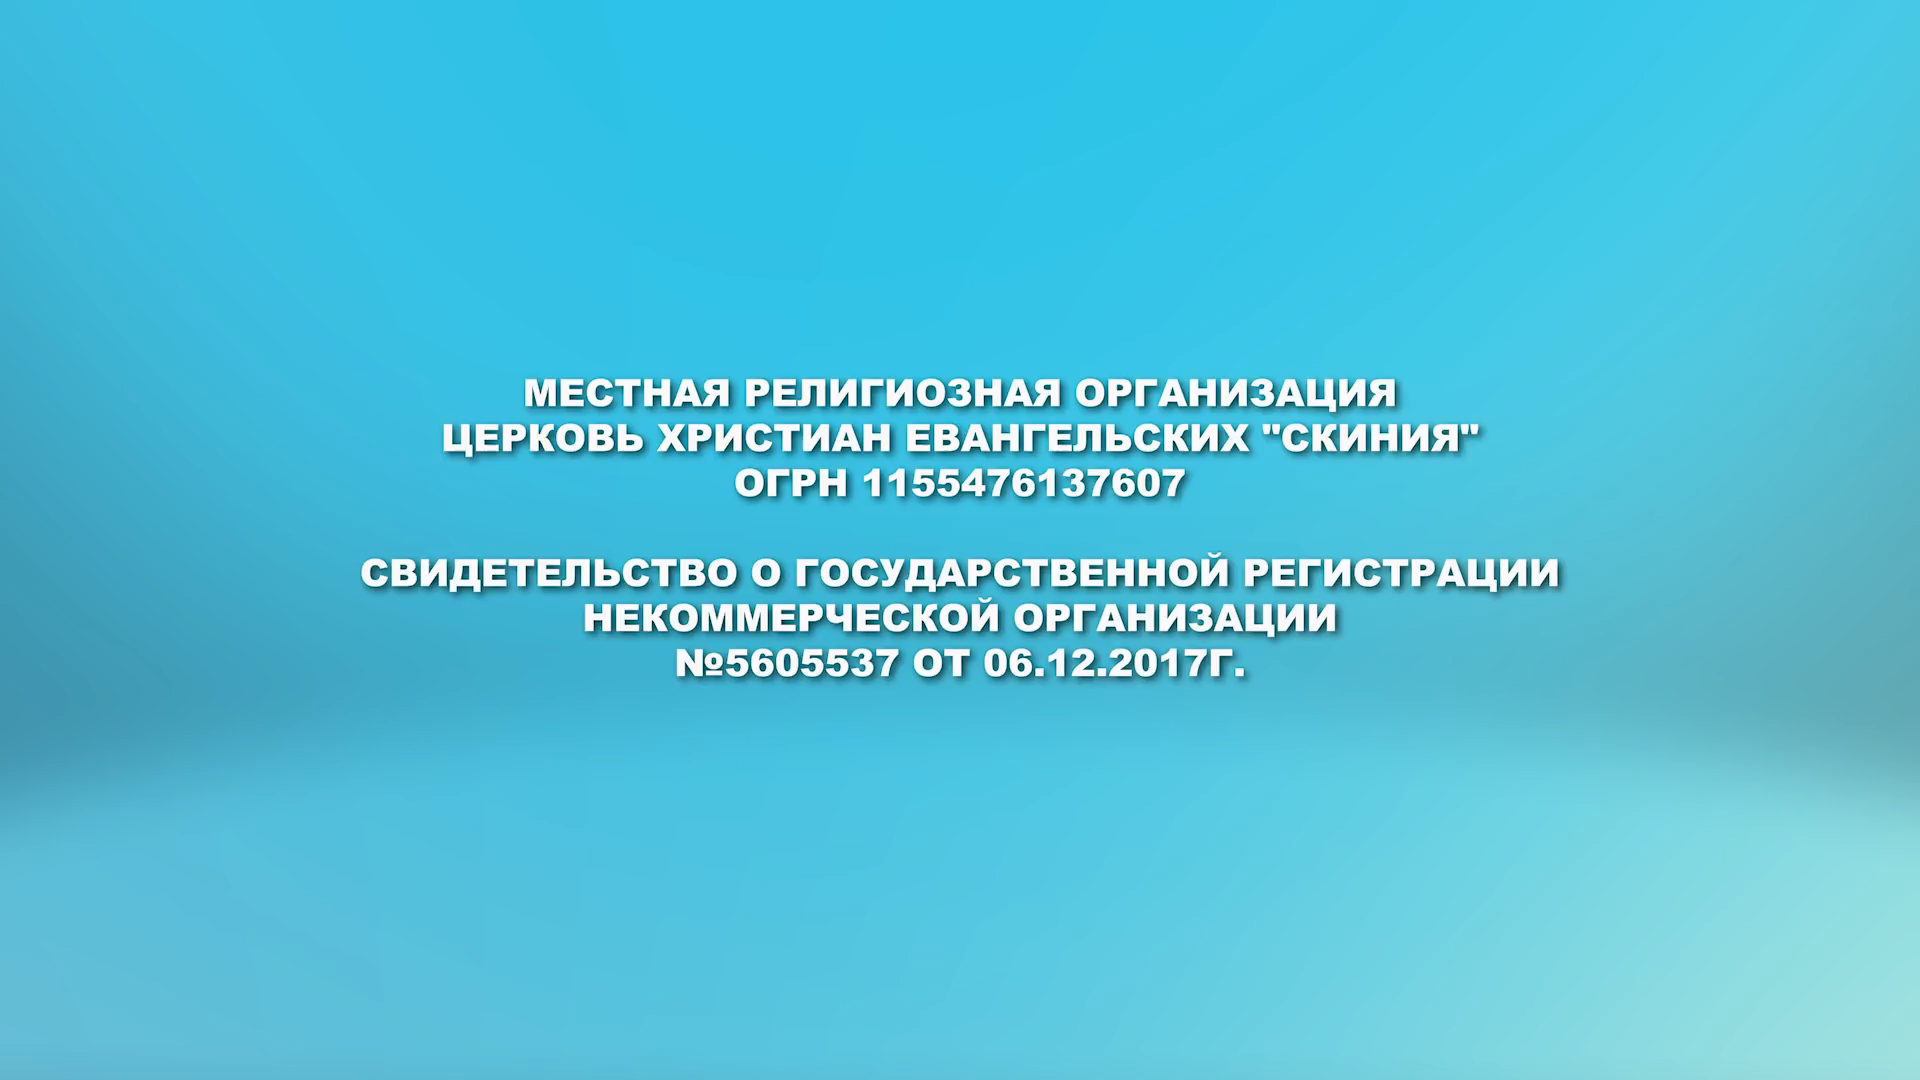 МЕСТНАЯ РЕЛИГИОЗНАЯ ОРГАНИЗАЦИЯ
ЦЕРКОВЬ ХРИСТИАН ЕВАНГЕЛЬСКИХ "СКИНИЯ"
ОГРН 1155476137607
СВИДЕТЕЛЬСТВО О ГОСУДАРСТВЕННОЙ РЕГИСТРАЦИИ
НЕКОММЕРЧЕСКОЙ ОРГАНИЗАЦИИ
№5605537 ОТ 06.12.2017Г.